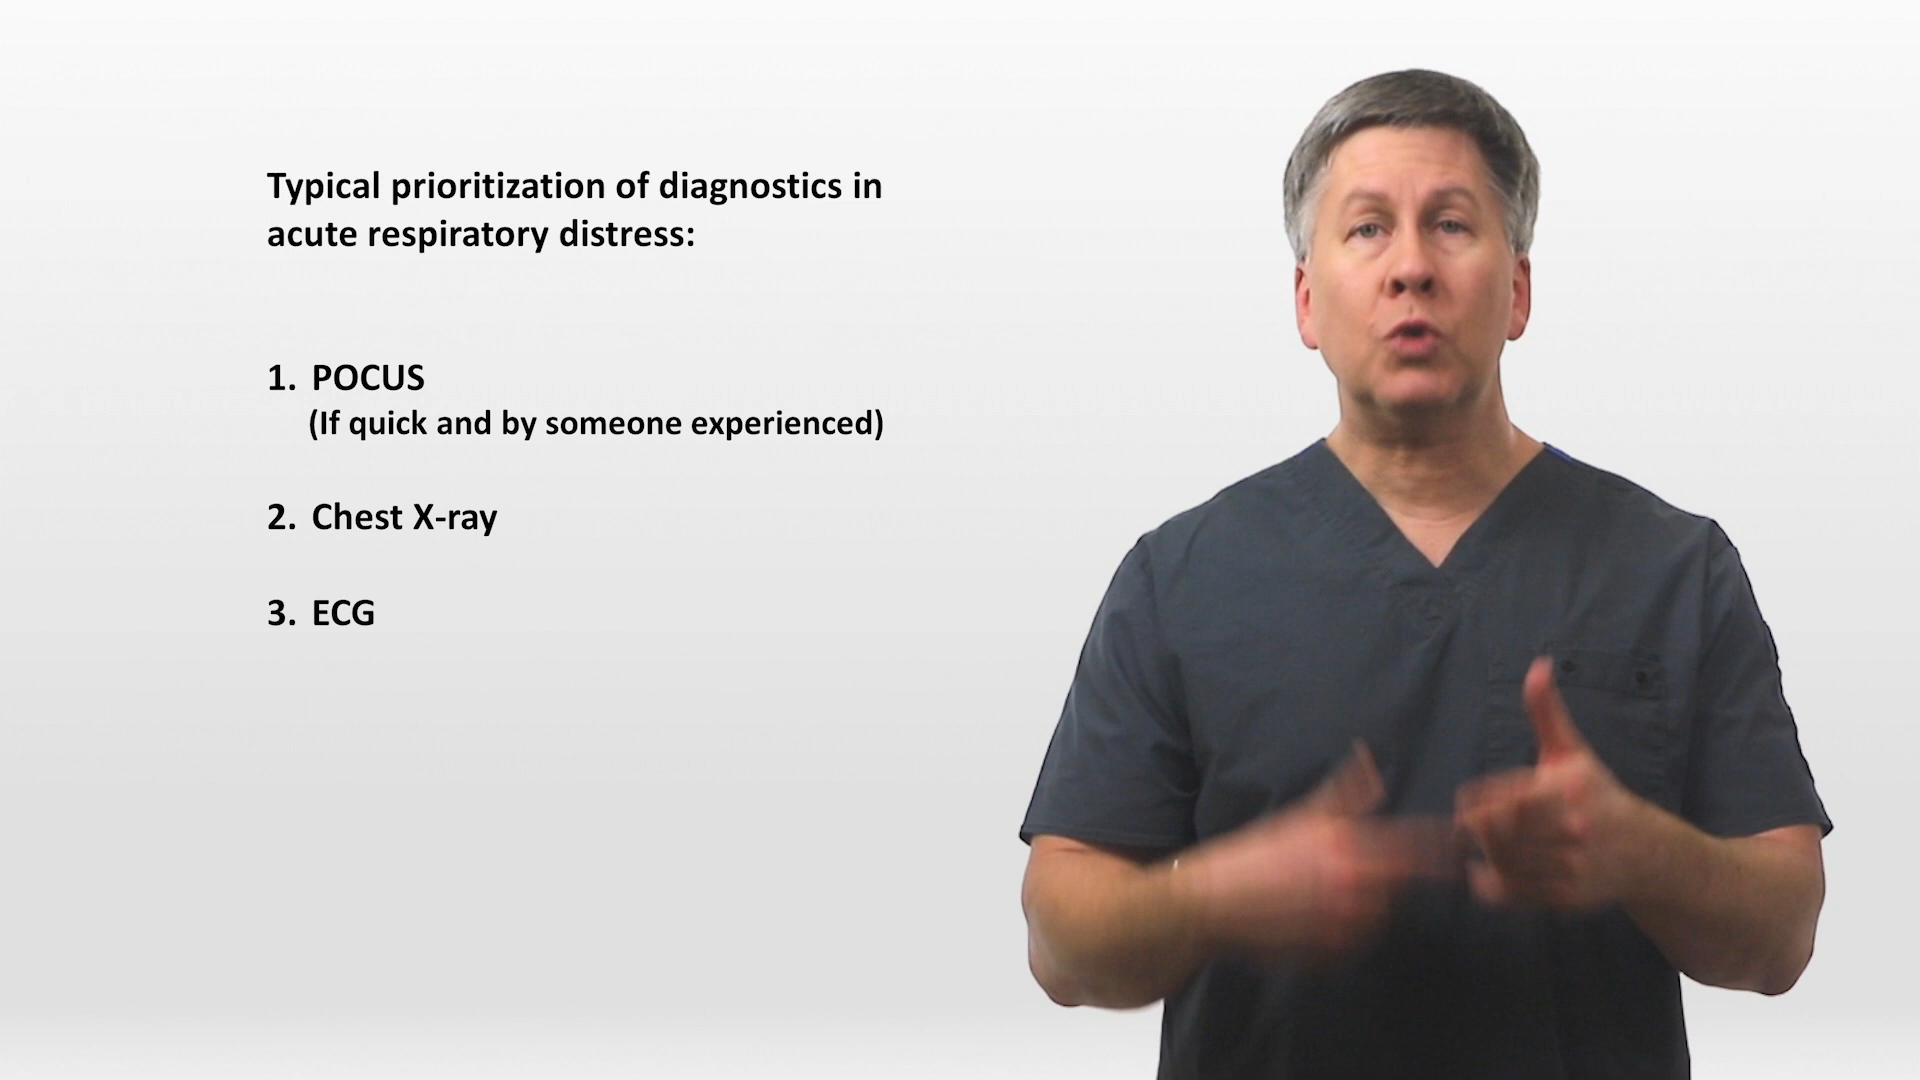 Typical prioritization of diagnostics in
acute respiratory distress:
1. POCUS
(If quick and by someone experienced)
2. Chest X-ray
3. ECG